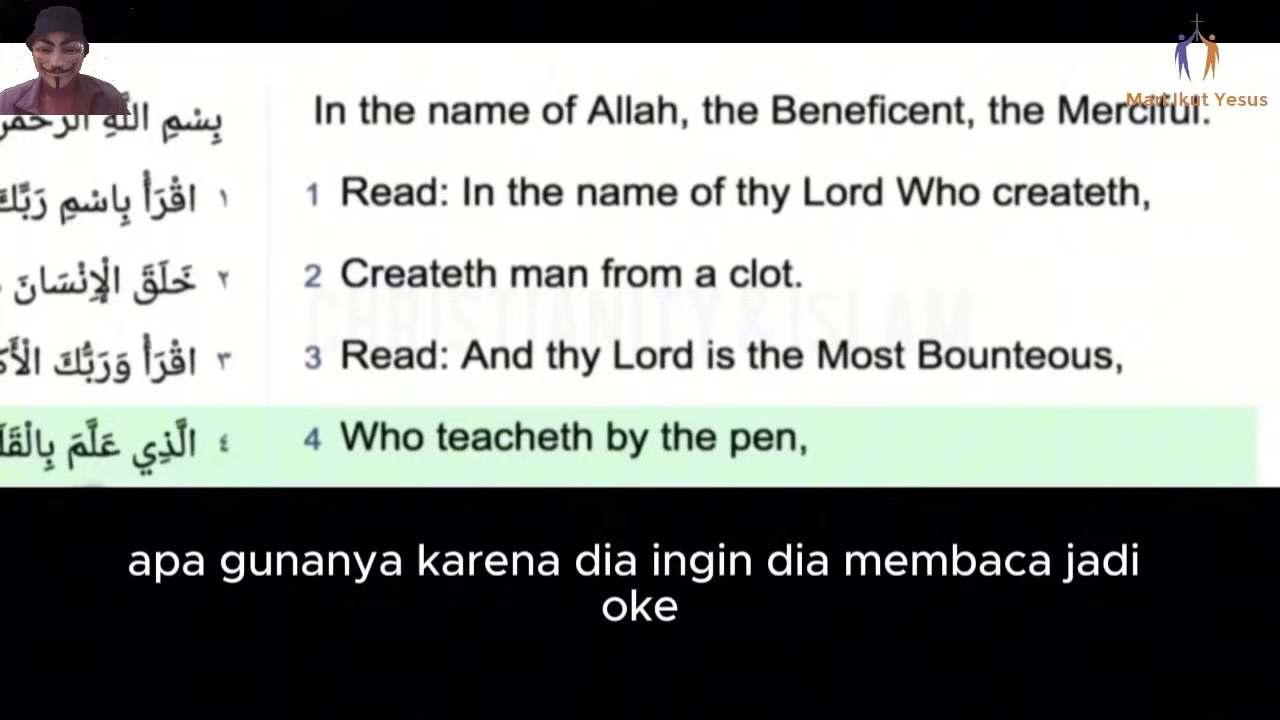 Mari Ikut Yesus
بِسْمِ اللَّهِ الرَّحْمَٰنِ
In the name of Allah, the Beneficent, the Merciful.
اقْرَأْ بِاسْمِ رَبِّكَ ١
1 Read: In the name of thy Lord Who createth,
خَلَقَ الْإِنْسَانَ ٢
2 Createth man from a clot.
اقْرَأْ وَرَبُّكَ ٣
3 Read: And thy Lord is the Most Bounteous,
الَّذِي عَلَّمَ ٤
4 Who teacheth by the pen,
CHRISTIANITY & ISLAM
apa gunanya karena dia ingin dia membaca jadi
oke